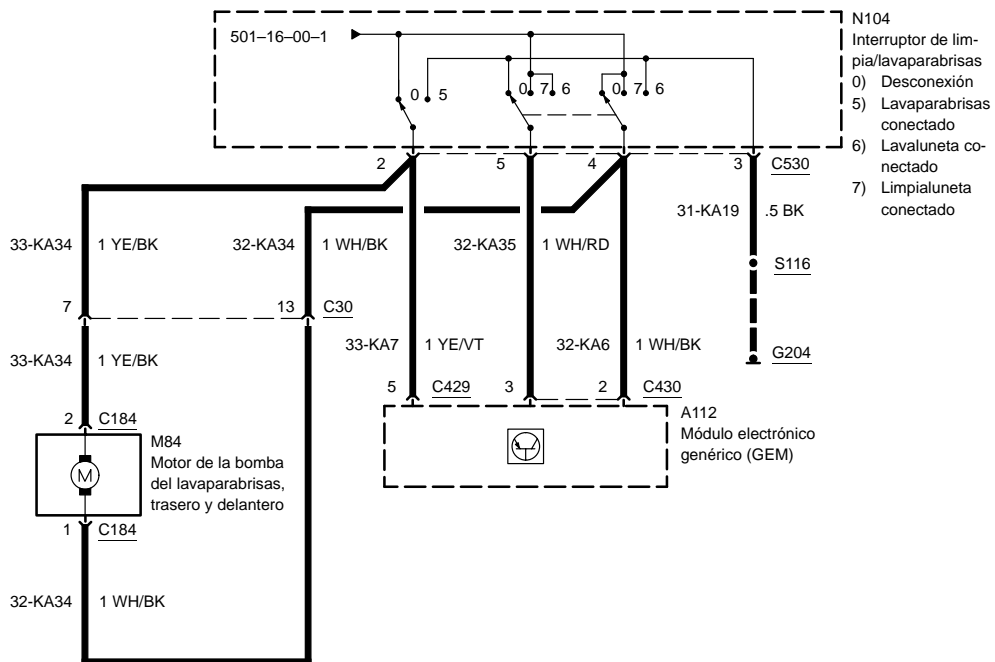 N104
Interruptor de lim-
pia/lavaparabrisas
0) Desconexión
5) Lavaparabrisas
conectado
6) Lavaluneta co-
nectado
7) Limpialuneta
conectado
501–16–00–1
0 5
0 7 6
0 7 6
2 5 4 3 C530
31-KA19 .5 BK
33-KA34 1 YE/BK
32-KA34 1 WH/BK
32-KA35 1 WH/RD
S116
7 13 C30
33-KA34 1 YE/BK
33-KA7 1 YE/VT
32-KA6 1 WH/BK
G204
5 C429 3 2 C430
2 C184
A112
Módulo electrónico
genérico (GEM)
M84
Motor de la bomba
del lavaparabrisas,
trasero y delantero
M
1 C184
32-KA34 1 WH/BK